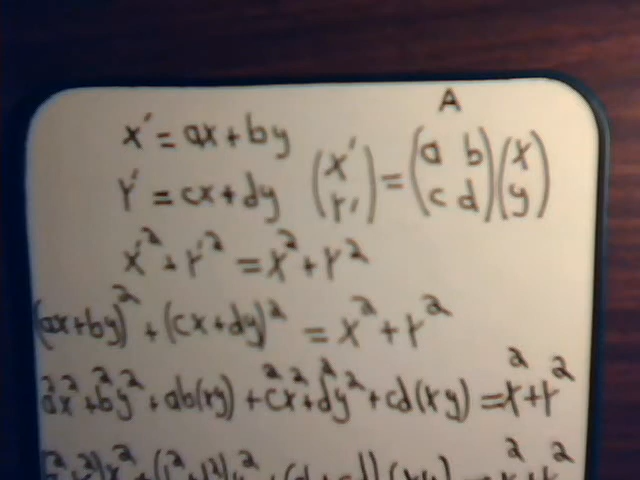 A
x' = ax + by
y' = cx + dy (x' y') = (a b c d)(x y)
x'² + y'² = x² + y²
(ax+by)² + (cx+dy)² = x² + y²
a²x² + b²y² + ab(xy) + c²x² + d²y² + cd(xy) = x² + y²